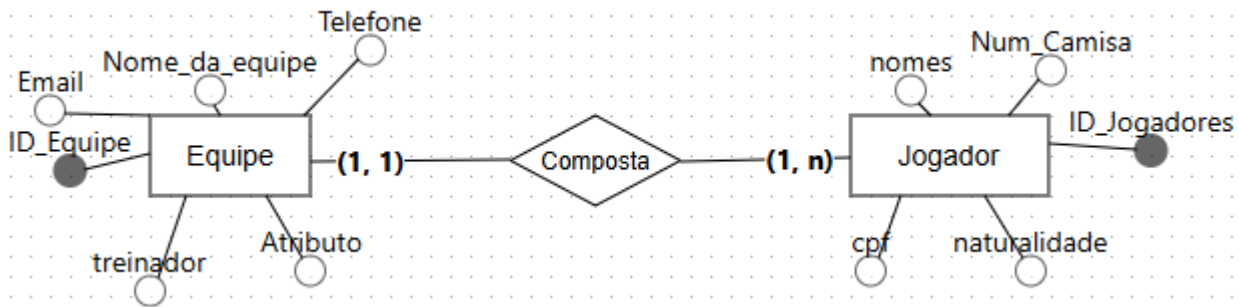 Telefone
Nome_da_equipe
Email
ID_Equipe
Equipe
(1, 1)
treinador
Atributo
Composta
(1, n)
nomes
Num_Camisa
ID_Jogadores
Jogador
cpf
naturalidade